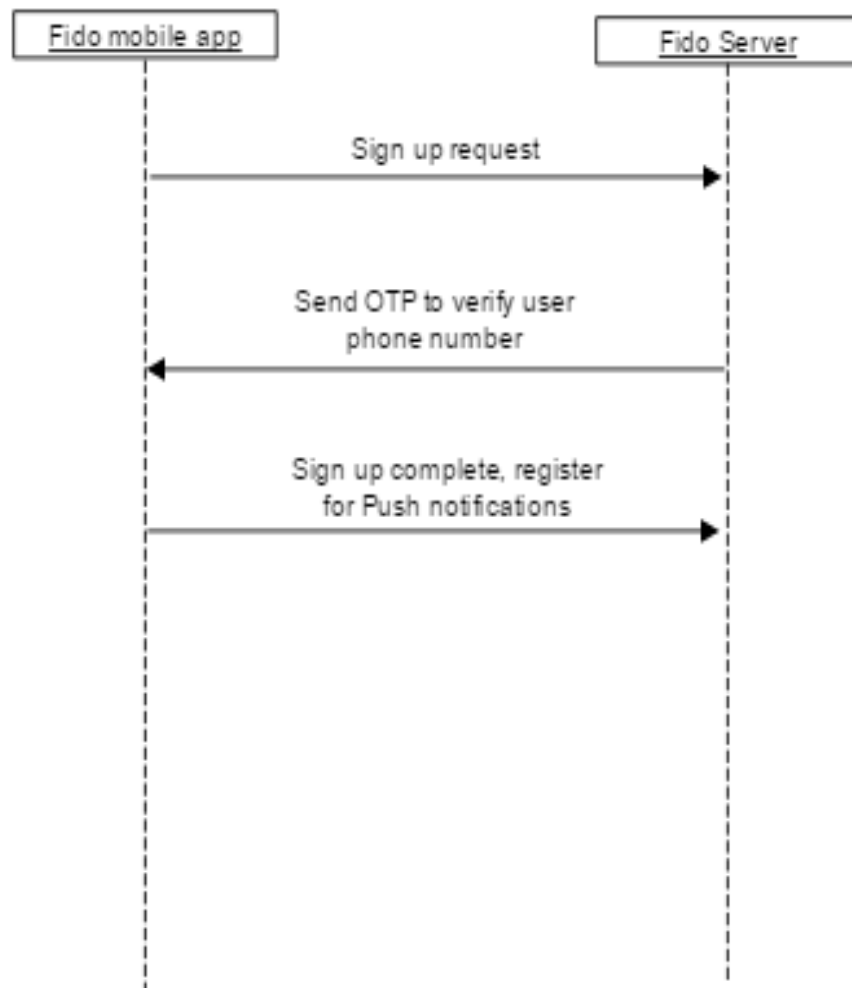 Fido mobile app
Fido Server
Sign up request
Send OTP to verify user
phone number
Sign up complete, register
for Push notifications